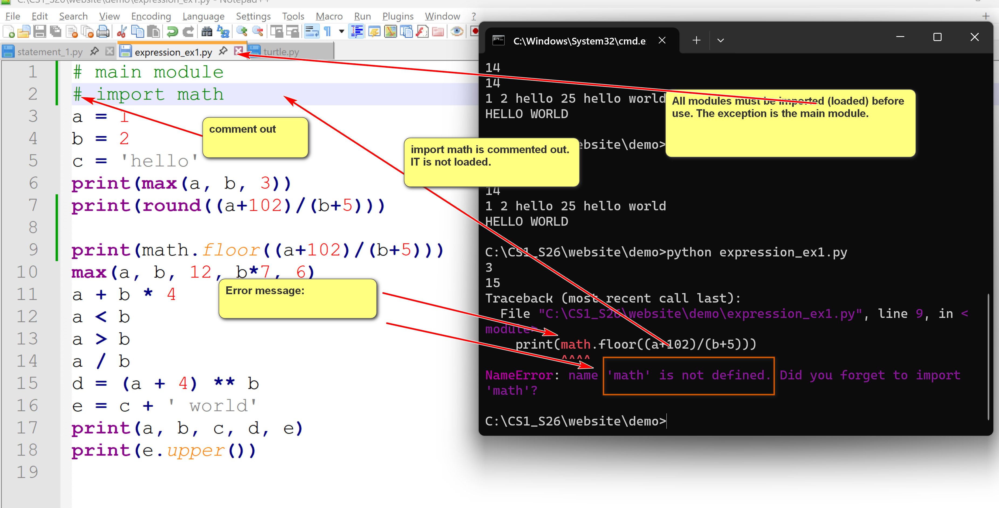 C:\CS1_S26\website\demo\expression_ex1.py - Notepad++
File Edit Search View Encoding Language Settings Tools Macro Run Plugins Window ?
statement_1.py expression_ex1.py turtle.py
1 # main module
2 # import math
3 a = 1
4 b = 2
5 c = 'hello'
6 print(max(a, b, 3))
7 print(round((a+102)/(b+5)))
8
9 print(math.floor((a+102)/(b+5)))
10 max(a, b, 12, b*7, 6)
11 a + b * 4
12 a < b
13 a > b
14 a / b
15 d = (a + 4) ** b
16 e = c + ' world'
17 print(a, b, c, d, e)
18 print(e.upper())
19
comment out
import math is commented out.
IT is not loaded.
Error message:
All modules must be imported (loaded) before
use. The exception is the main module.
C:\Windows\System32\cmd.e
14
14
1 2 hello 25 hello world
HELLO WORLD
ebsite\demo>
14
1 2 hello 25 hello world
HELLO WORLD
C:\CS1_S26\website\demo>python expression_ex1.py
3
15
Traceback (most recent call last):
File "C:\CS1_S26\website\demo\expression_ex1.py", line 9, in <
module>
print(math.floor((a+102)/(b+5)))
^^^^
NameError: name 'math' is not defined. Did you forget to import
'math'?
C:\CS1_S26\website\demo>